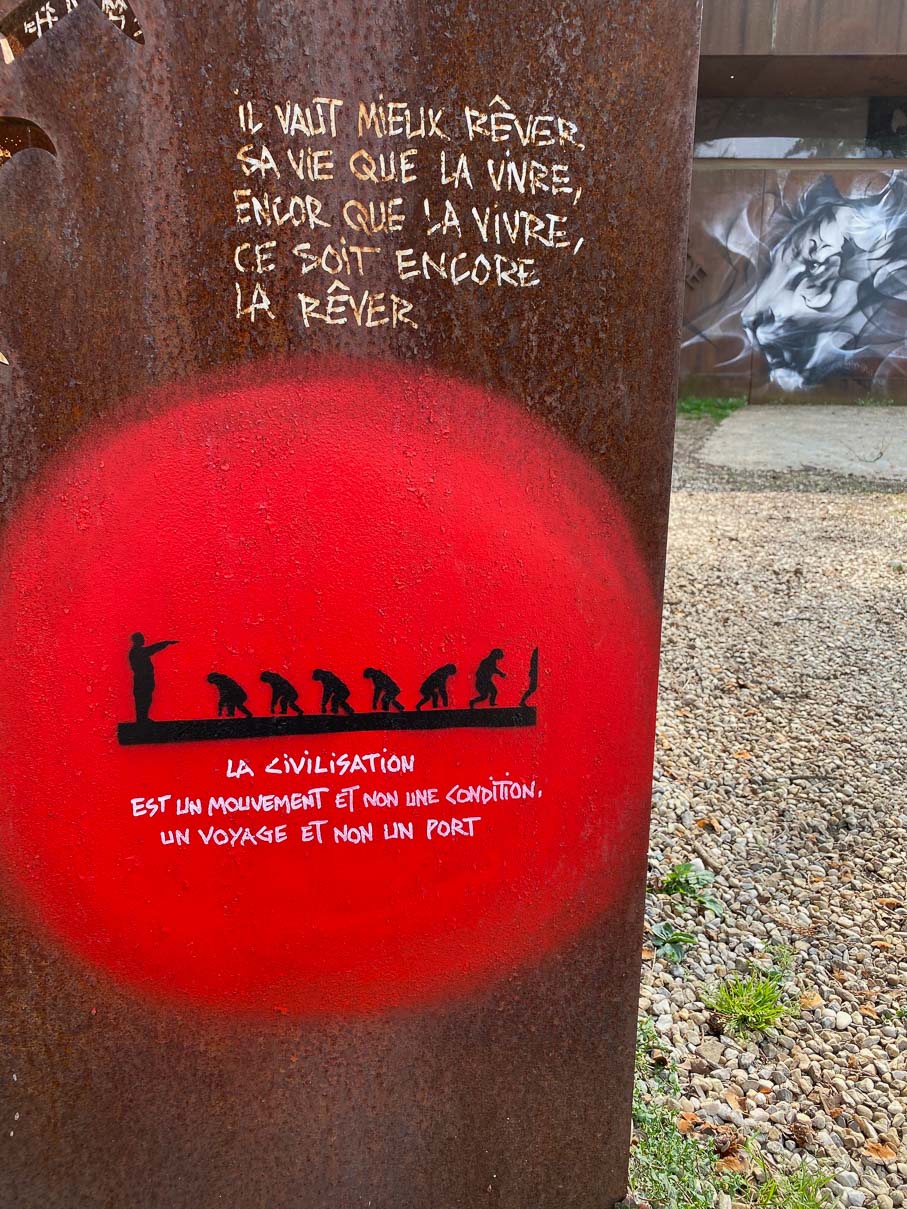 IL VAUT MIEUX RÊVER
SA VIE QUE LA VIVRE,
ENCOR QUE LA VIVRE,
CE SOIT ENCORE
LA RÊVER
LA CIVILISATION
EST UN MOUVEMENT ET NON UNE CONDITION,
UN VOYAGE ET NON UN PORT